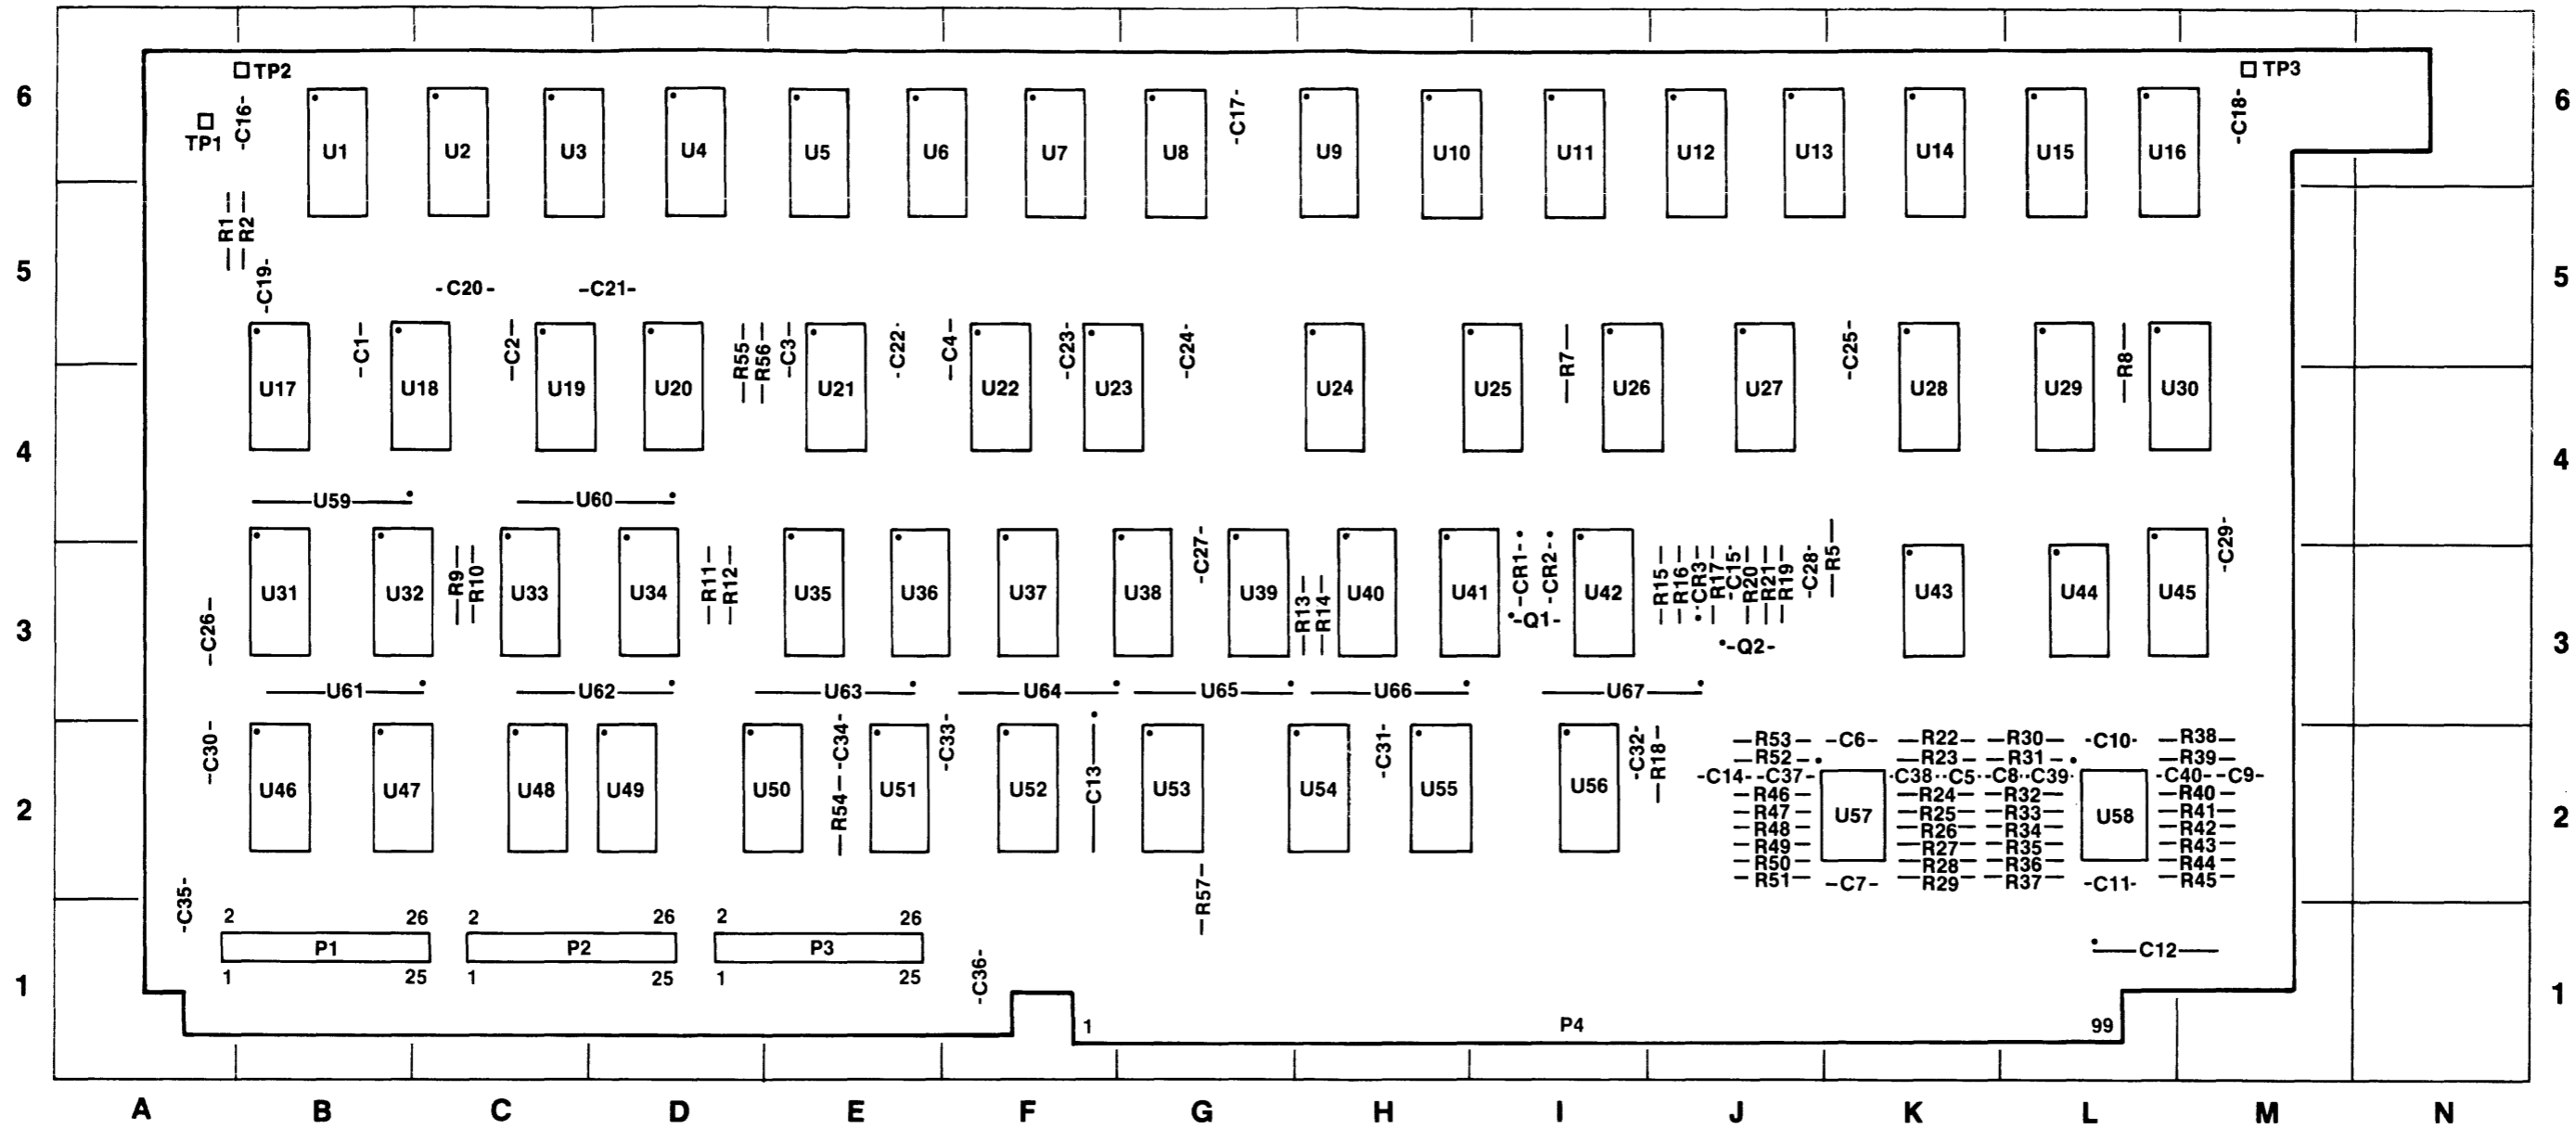 TP2
TP3
6
TP1
-C16-
U1
U2
U3
U4
U5
U6
U7
U8
-C17-
U9
U10
U11
U12
U13
U14
U15
U16
-C18-
6
R1
R2
5
-C19-
-C20-
-C21-
5
U17
-C1-
U18
-C2-
U19
U20
R55
R56
-C3-
U21
-C22-
-C4-
U22
-C23-
U23
-C24-
U24
U25
R7
U26
U27
-C25-
U28
U29
R8
U30
4
4
U59
U60
U31
U32
R9
R10
U33
U34
R11
R12
U35
U36
U37
U38
-C27-
U39
R13
R14
U40
U41
-CR1-
-CR2-
-Q1-
U42
R15
R16
CR3
R17
C15
R20
R21
R19
-C28-
R5
-Q2-
U43
U44
U45
-C29-
-C26-
3
3
U61
U62
U63
U64
U65
U66
U67
-C30-
U46
U47
U48
U49
U50
-C34-
R54
U51
-C33-
U52
C13
U53
U54
-C31-
U55
U56
-C32-
R18
R53 -C6- R22 R30 -C10- R38
R52 R23 R31 R39
-C14- -C37- -C38- -C5- -C8- -C39- -C40- -C9-
R46 R24 R32 R40
R47 U57 R25 R33 U58 R41
R48 R26 R34 R42
R49 R27 R35 R43
R50 R28 R36 R44
R51 -C7- R29 R37 -C11- R45
2
2
-C35-
R57
2 26 2 26 2 26
P1 P2 P3
1 25 1 25 1 25
-C36-
C12
1
1
1 P4 99
A B C D E F G H I J K L M N